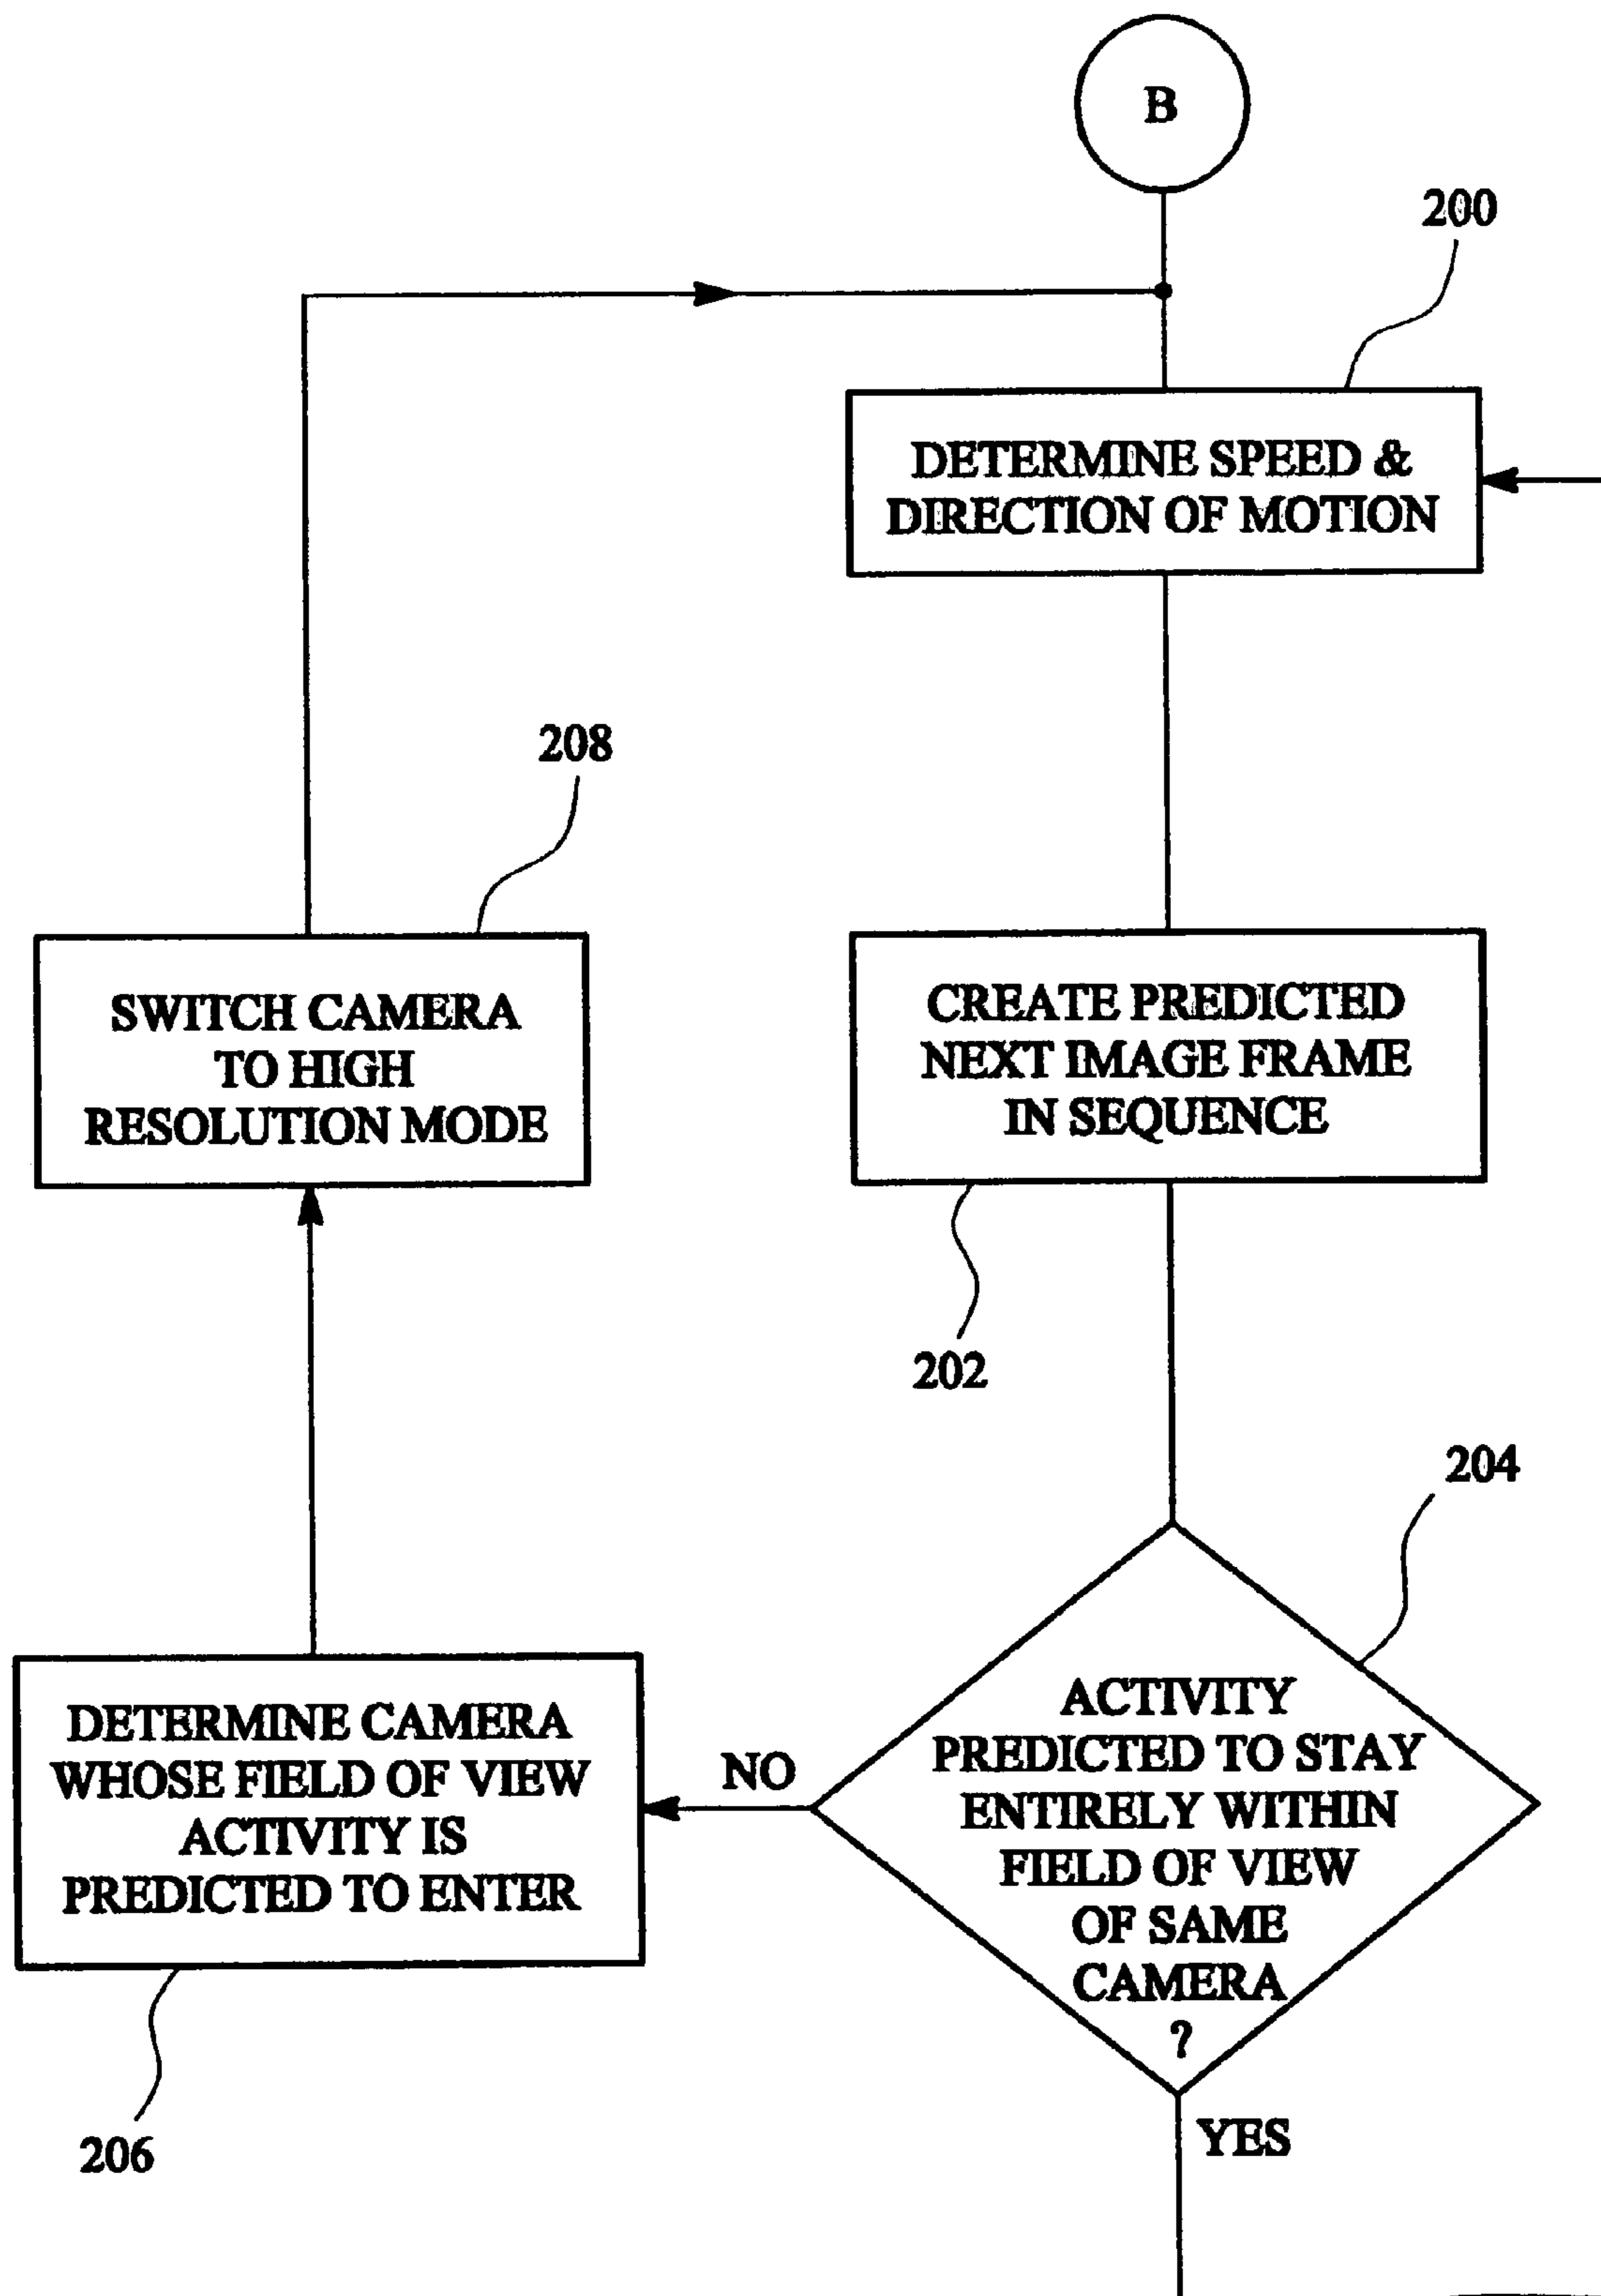 B
200
DETERMINE SPEED &
DIRECTION OF MOTION
208
SWITCH CAMERA
TO HIGH
RESOLUTION MODE
CREATE PREDICTED
NEXT IMAGE FRAME
IN SEQUENCE
202
204
ACTIVITY
PREDICTED TO STAY
ENTIRELY WITHIN
FIELD OF VIEW
OF SAME
CAMERA
?
NO
DETERMINE CAMERA
WHOSE FIELD OF VIEW
ACTIVITY IS
PREDICTED TO ENTER
206
YES